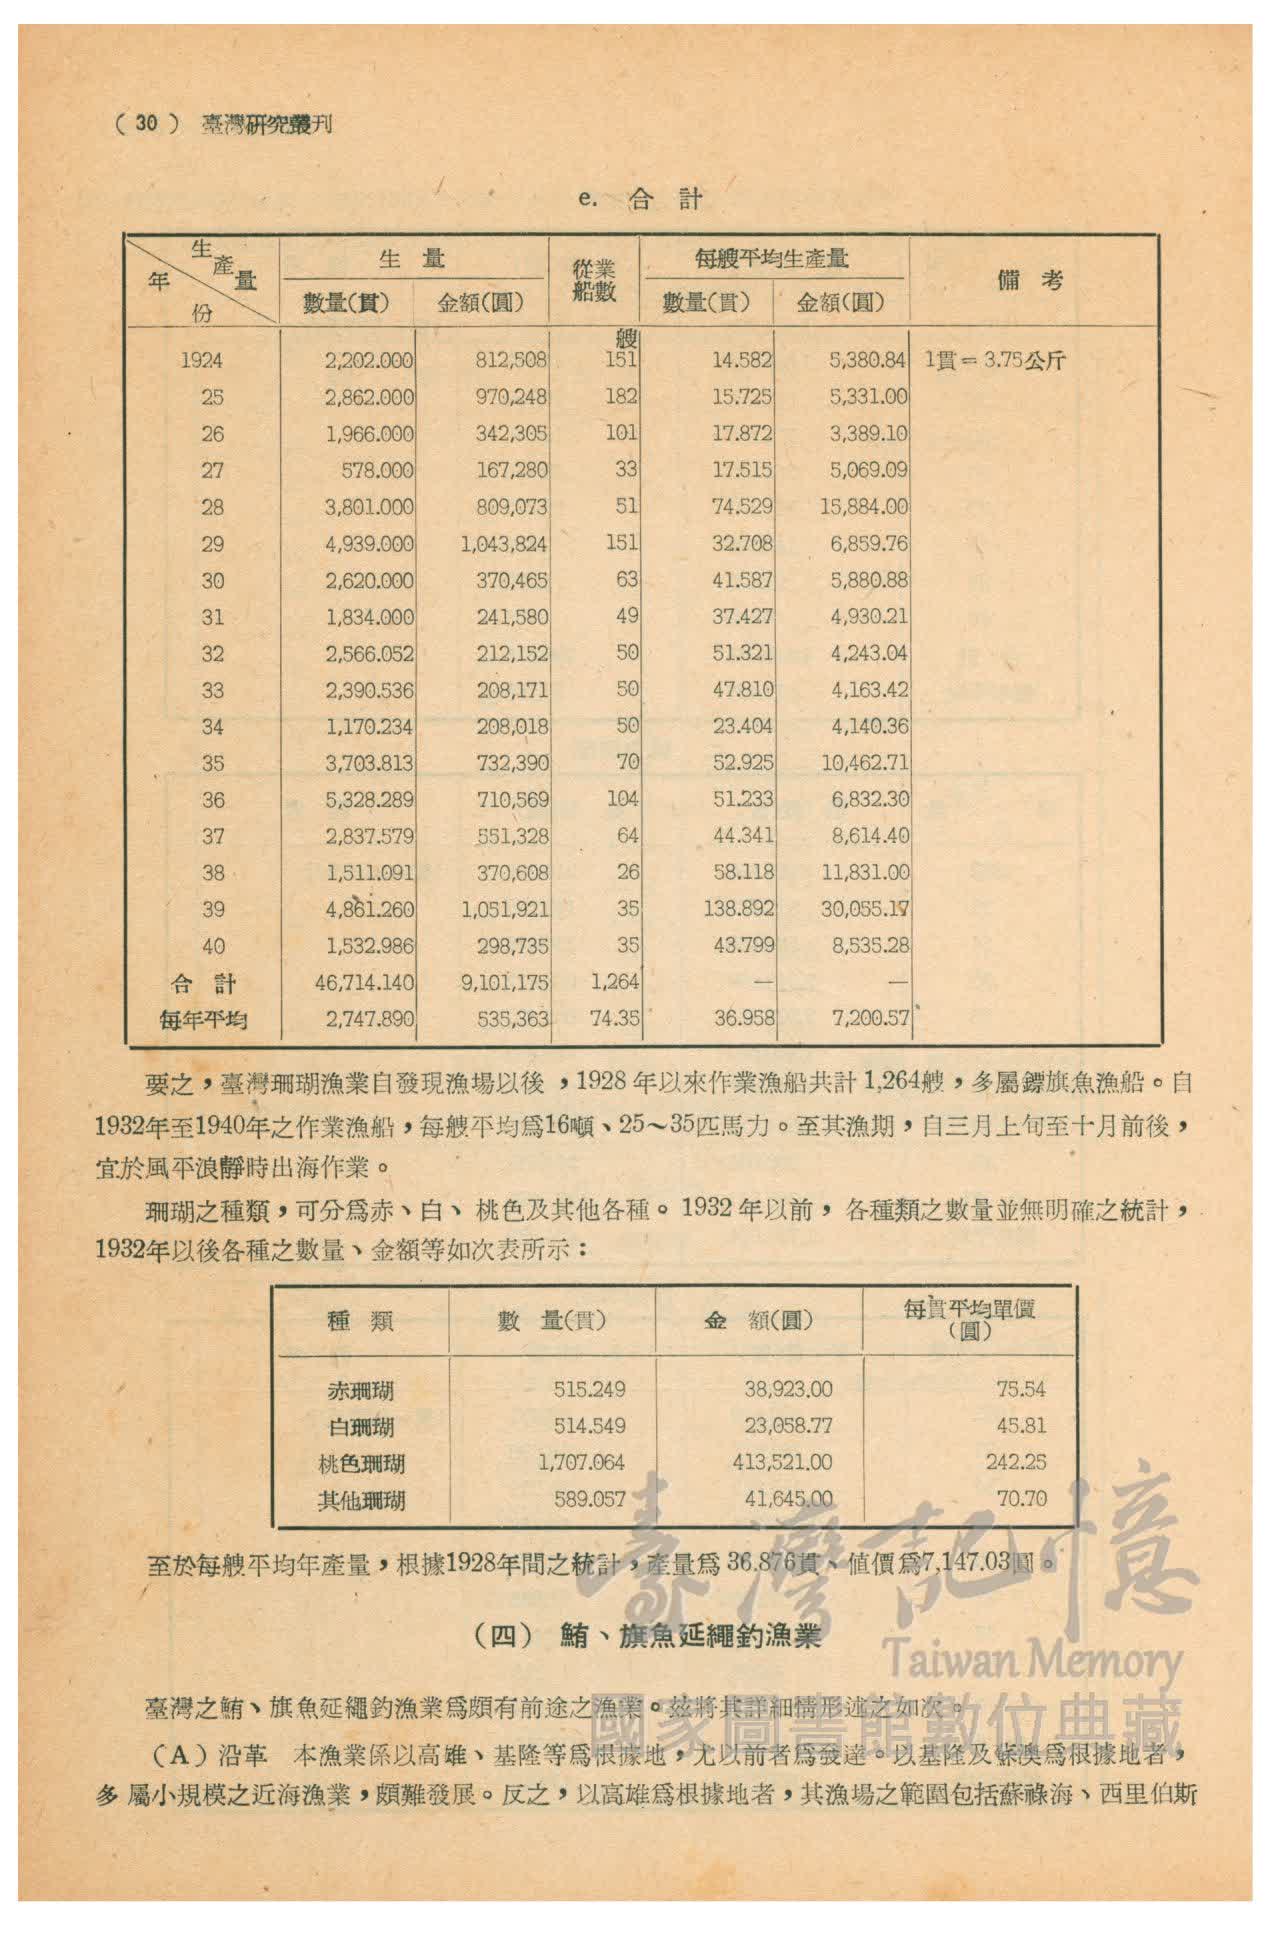 （30） 臺灣研究叢刊
e. 合 計
生產量 年份 生 量 從業船數 每艘平均生產量 備 考
數量(貫) 金額(圓) 數量(貫) 金額(圓)
艘
1924 2,202.000 812,508 151 14.582 5,380.84 1貫＝3.75公斤
25 2,862.000 970,248 182 15.725 5,331.00
26 1,966.000 342,305 101 17.872 3,389.10
27 578.000 167,280 33 17.515 5,069.09
28 3,801.000 809,073 51 74.529 15,884.00
29 4,939.000 1,043,824 151 32.708 6,859.76
30 2,620.000 370,465 63 41.587 5,880.88
31 1,834.000 241,580 49 37.427 4,930.21
32 2,566.052 212,152 50 51.321 4,243.04
33 2,390.536 208,171 50 47.810 4,163.42
34 1,170.234 208,018 50 23.404 4,140.36
35 3,703.813 732,390 70 52.925 10,462.71
36 5,328.289 710,569 104 51.233 6,832.30
37 2,837.579 551,328 64 44.341 8,614.40
38 1,511.091 370,608 26 58.118 11,831.00
39 4,861.260 1,051,921 35 138.892 30,055.17
40 1,532.986 298,735 35 43.799 8,535.28
合 計 46,714.140 9,101,175 1,264 — —
每年平均 2,747.890 535,363 74.35 36.958 7,200.57
要之，臺灣珊瑚漁業自發現漁場以後，1928年以來作業漁船共計1,264艘，多屬鏢旗魚漁船。自
1932年至1940年之作業漁船，每艘平均爲16噸、25～35匹馬力。至其漁期，自三月上旬至十月前後，
宜於風平浪靜時出海作業。
珊瑚之種類，可分爲赤、白、桃色及其他各種。1932年以前，各種類之數量並無明確之統計，
1932年以後各種之數量、金額等如次表所示：
種 類 數 量(貫) 金 額(圓) 每貫平均單價(圓)
赤珊瑚 515.249 38,923.00 75.54
白珊瑚 514.549 23,058.77 45.81
桃色珊瑚 1,707.064 413,521.00 242.25
其他珊瑚 589.057 41,645.00 70.70
至於每艘平均年產量，根據1928年間之統計，產量爲36.876貫、值價爲7,147.03圓。
（四） 鮪、旗魚延繩釣漁業
臺灣之鮪、旗魚延繩釣漁業爲頗有前途之漁業。茲將其詳細情形述之如次。
（A）沿革 本漁業係以高雄、基隆等爲根據地，尤以前者爲發達。以基隆及蘇澳爲根據地者，
多屬小規模之近海漁業，頗難發展。反之，以高雄爲根據地者，其漁場之範圍包括蘇祿海、西里伯斯
臺灣記憶
Taiwan Memory
國家圖書館數位典藏